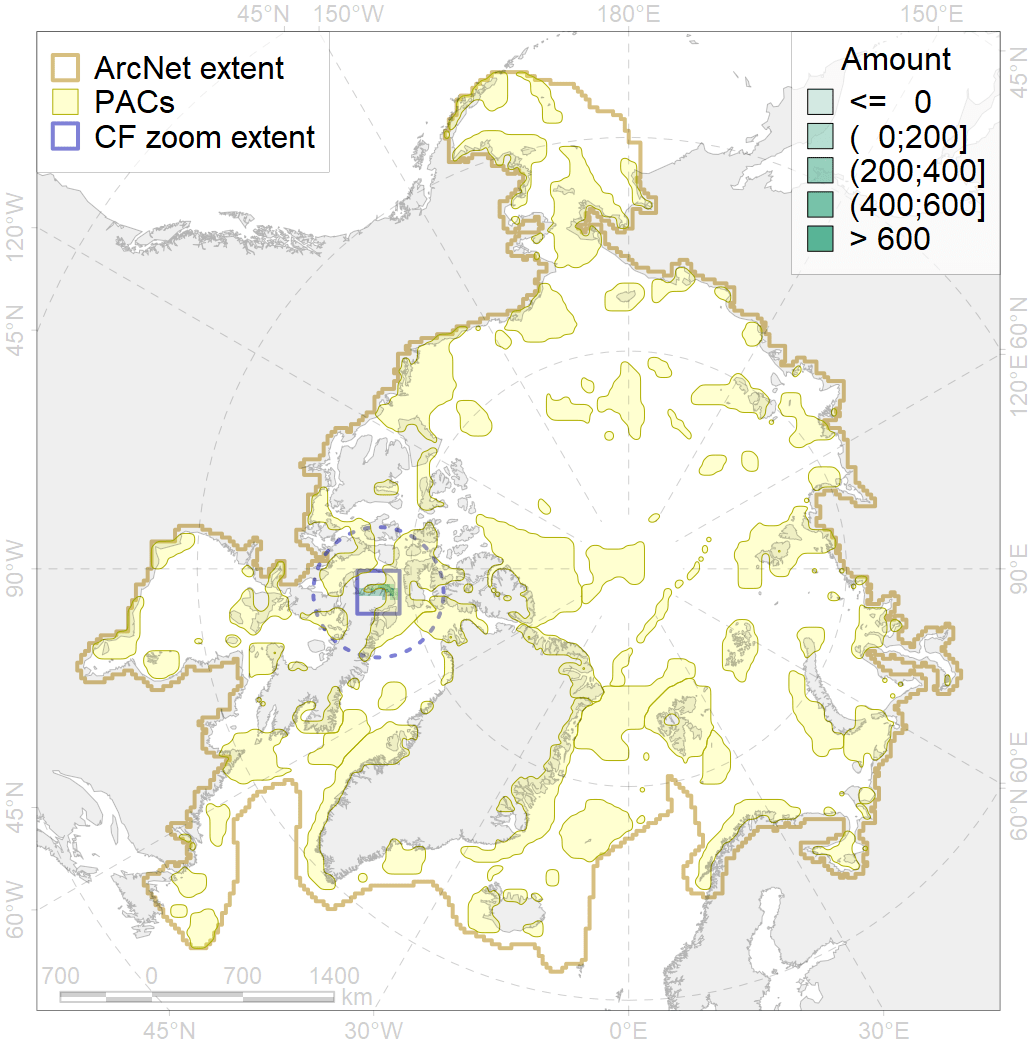 45°N 150°W 180°E 150°E
ArcNet extent
PACs
CF zoom extent
Amount
<= 0
( 0;200]
(200;400]
(400;600]
> 600
45°N
120°W
45°N
60°N
120°E
90°W
90°E
60°E
45°N
60°N
60°W
700 0 700 1400
km
45°N 30°W 0°E 30°E